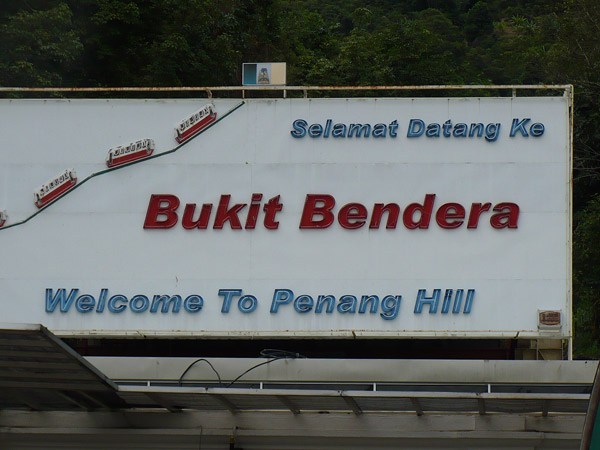 Selamat Datang Ke
Bukit Bendera
Welcome To Penang Hill